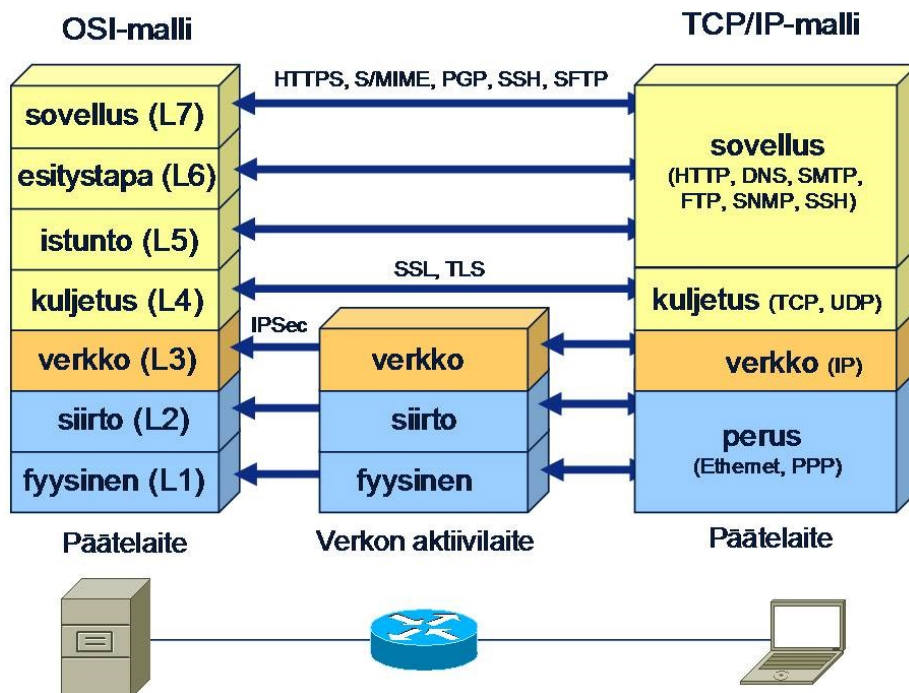 OSI-malli
TCP/IP-malli
HTTPS, S/MIME, PGP, SSH, SFTP
sovellus (L7)
esitystapa (L6)
istunto (L5)
sovellus
(HTTP, DNS, SMTP,
FTP, SNMP, SSH)
SSL, TLS
kuljetus (L4)
kuljetus (TCP, UDP)
IPSec
verkko (L3)
verkko
verkko (IP)
siirto (L2)
siirto
fyysinen (L1)
fyysinen
perus
(Ethernet, PPP)
Päätelaite
Verkon aktiivilaite
Päätelaite